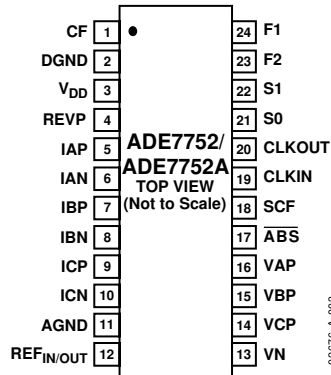 CF 1
DGND 2
VDD 3
REVP 4
IAP 5
IAN 6
IBP 7
IBN 8
ICP 9
ICN 10
AGND 11
REFIN/OUT 12
ADE7752/
ADE7752A
TOP VIEW
(Not to Scale)
24 F1
23 F2
22 S1
21 S0
20 CLKOUT
19 CLKIN
18 SCF
17 ABS
16 VAP
15 VBP
14 VCP
13 VN